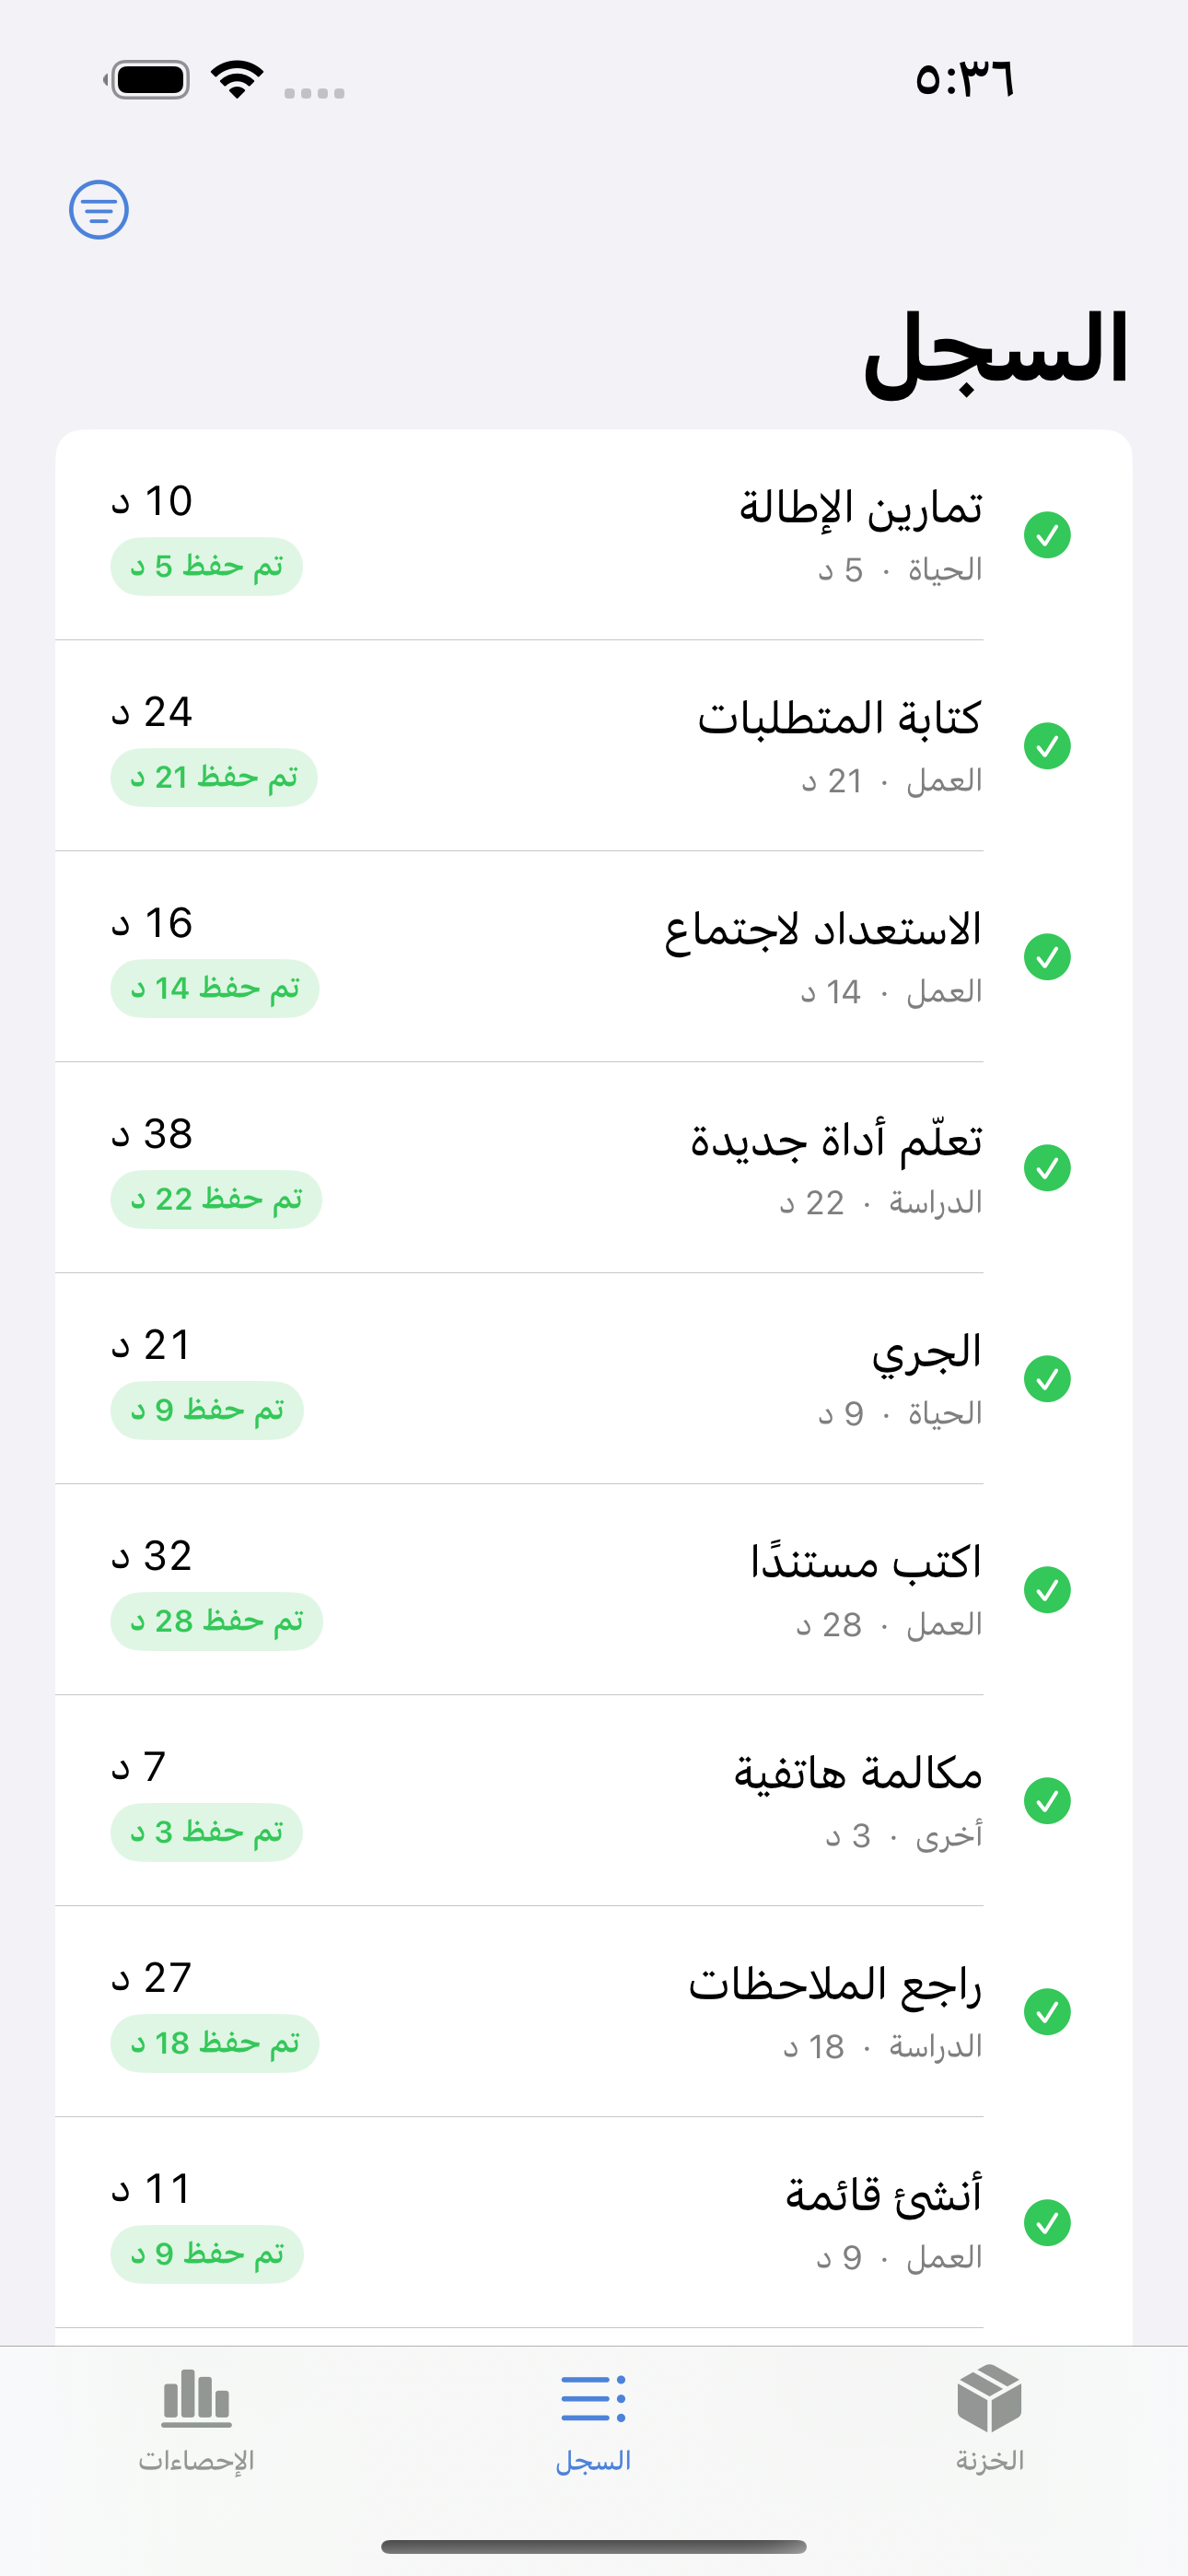 ٥:٣٦
السجل
تمارين الإطالة
الحياة · 5 د
10 د
تم حفظ 5 د
كتابة المتطلبات
العمل · 21 د
24 د
تم حفظ 21 د
الاستعداد لاجتماع
العمل · 14 د
16 د
تم حفظ 14 د
تعلّم أداة جديدة
الدراسة · 22 د
38 د
تم حفظ 22 د
الجري
الحياة · 9 د
21 د
تم حفظ 9 د
اكتب مستندًا
العمل · 28 د
32 د
تم حفظ 28 د
مكالمة هاتفية
أخرى · 3 د
7 د
تم حفظ 3 د
راجع الملاحظات
الدراسة · 18 د
27 د
تم حفظ 18 د
أنشئ قائمة
العمل · 9 د
11 د
تم حفظ 9 د
الخزنة
السجل
الإحصاءات